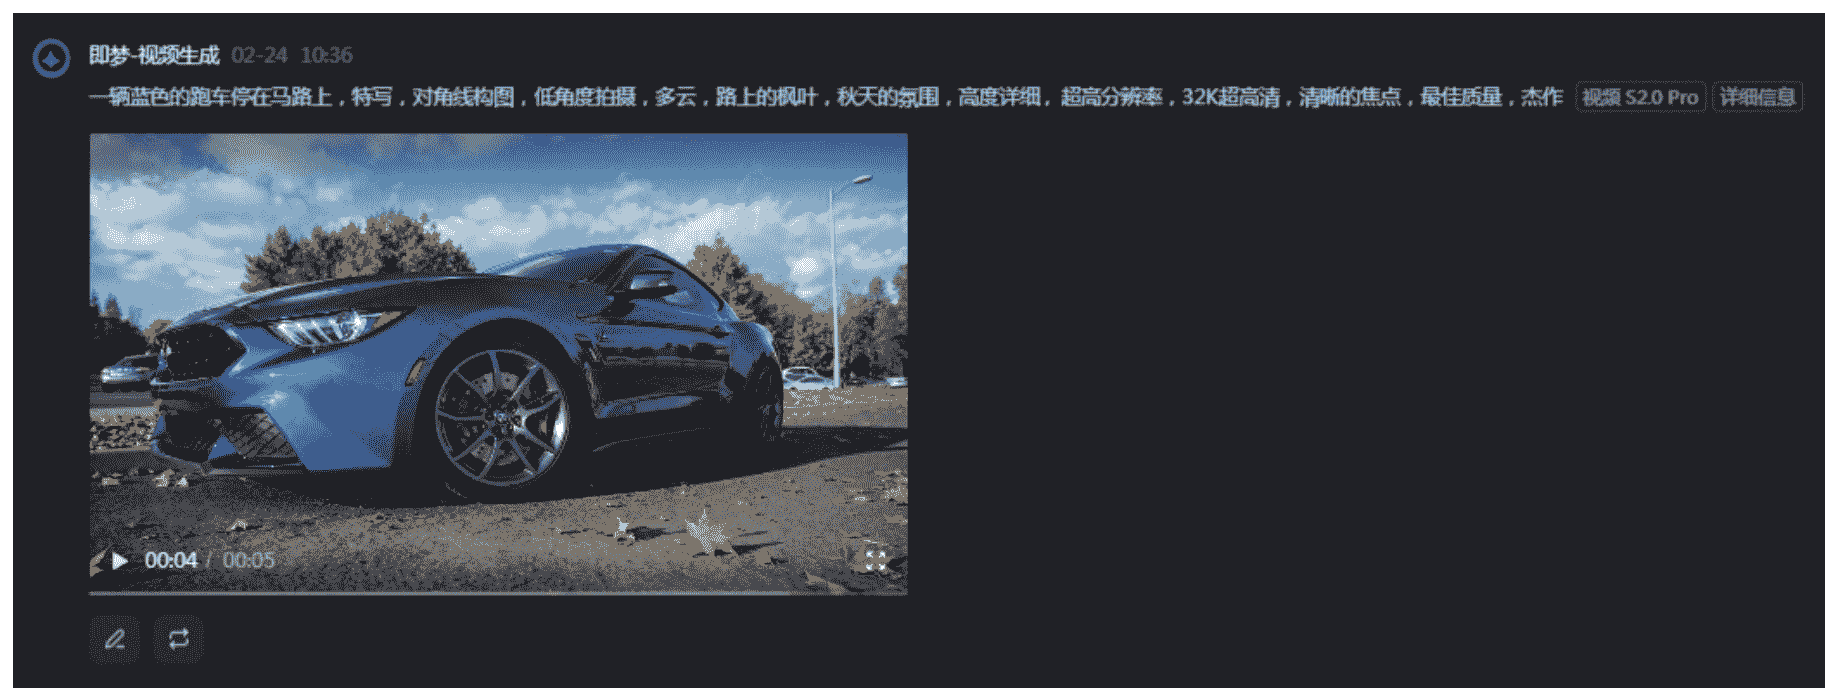 即梦-视频生成 02-24 10:36
一辆蓝色的跑车停在马路上，特写，对角线构图，低角度拍摄，多云，路上的枫叶，秋天的氛围，高度详细，超高分辨率，32K超高清，清晰的焦点，最佳质量，杰作 视频 S2.0 Pro 详细信息
00:04 / 00:05